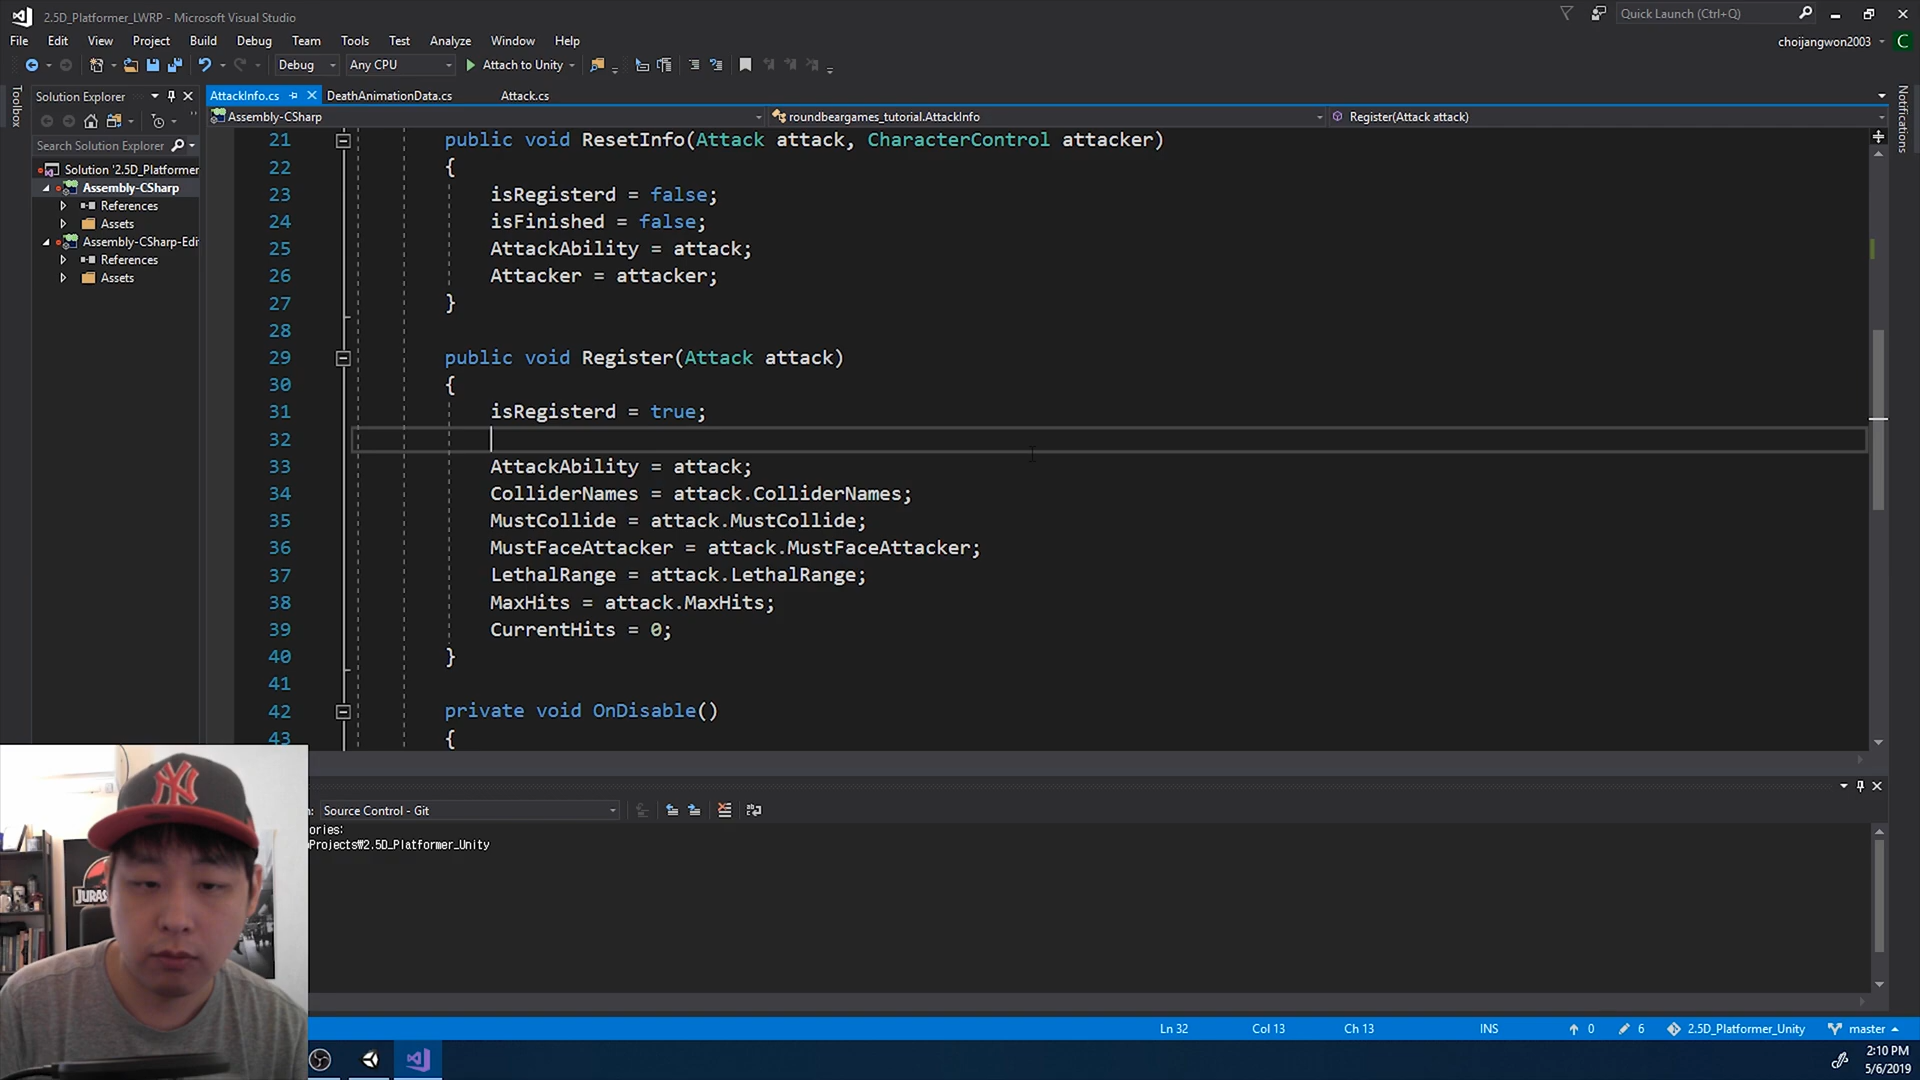 2.5D_Platformer_LWRP - Microsoft Visual Studio
Quick Launch (Ctrl+Q)
File Edit View Project Build Debug Team Tools Test Analyze Window Help
choijangwon2003 C
Debug Any CPU Attach to Unity
Toolbox
Solution Explorer
AttackInfo.cs DeathAnimationData.cs Attack.cs
Notifications
Assembly-CSharp roundbeargames_tutorial.AttackInfo Register(Attack attack)
Search Solution Explorer
Solution '2.5D_Platformer
Assembly-CSharp
References
Assets
Assembly-CSharp-Edi
References
Assets
21 public void ResetInfo(Attack attack, CharacterControl attacker)
22 {
23 isRegisterd = false;
24 isFinished = false;
25 AttackAbility = attack;
26 Attacker = attacker;
27 }
28
29 public void Register(Attack attack)
30 {
31 isRegisterd = true;
32
33 AttackAbility = attack;
34 ColliderNames = attack.ColliderNames;
35 MustCollide = attack.MustCollide;
36 MustFaceAttacker = attack.MustFaceAttacker;
37 LethalRange = attack.LethalRange;
38 MaxHits = attack.MaxHits;
39 CurrentHits = 0;
40 }
41
42 private void OnDisable()
43 {
Source Control - Git
ories:
Projects₩2.5D_Platformer_Unity
JURAS
Ln 32 Col 13 Ch 13 INS 0 6 2.5D_Platformer_Unity master
2:10 PM
5/6/2019